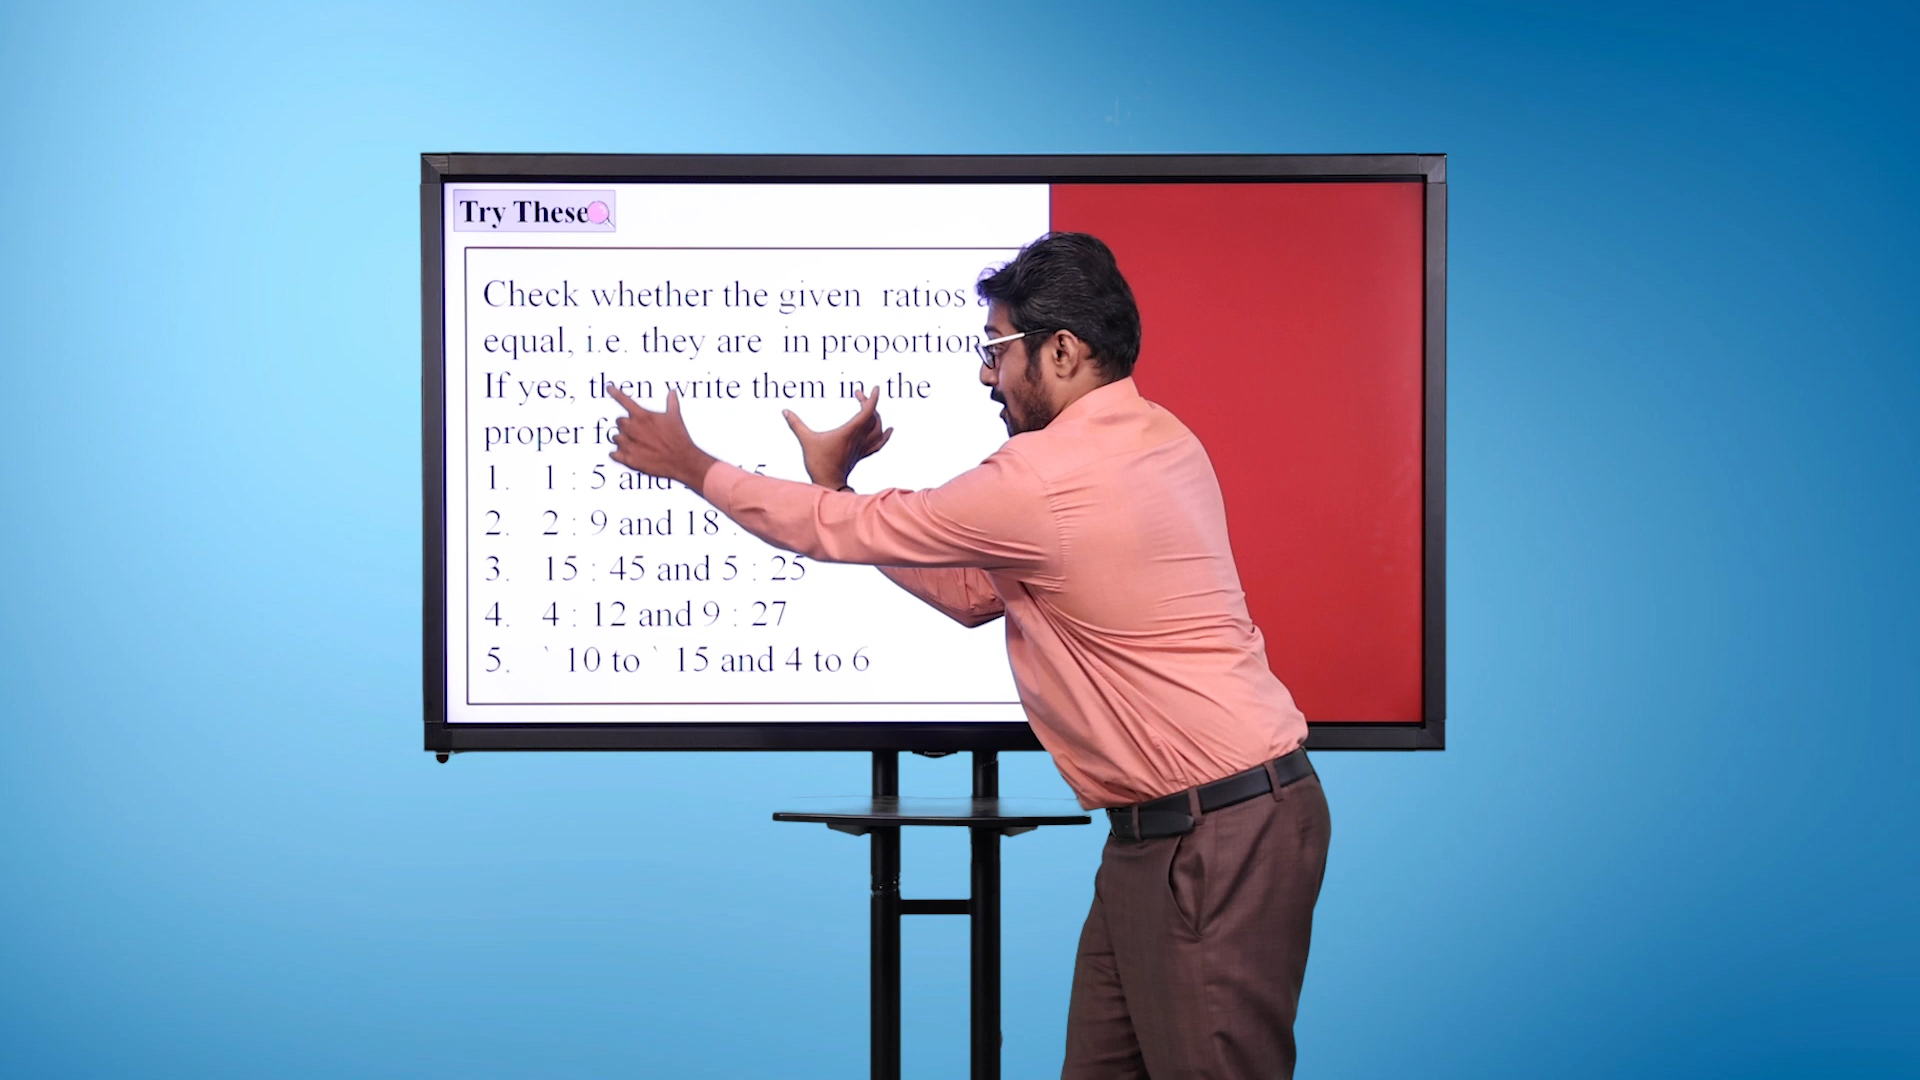 Try These
Check whether the given ratios
equal, i.e. they are in proportion
If yes, then write them in the
proper
1. 1 : 5 and : 15
2. 2 : 9 and 18 :
3. 15 : 45 and 5 : 25
4. 4 : 12 and 9 : 27
5. ` 10 to ` 15 and 4 to 6